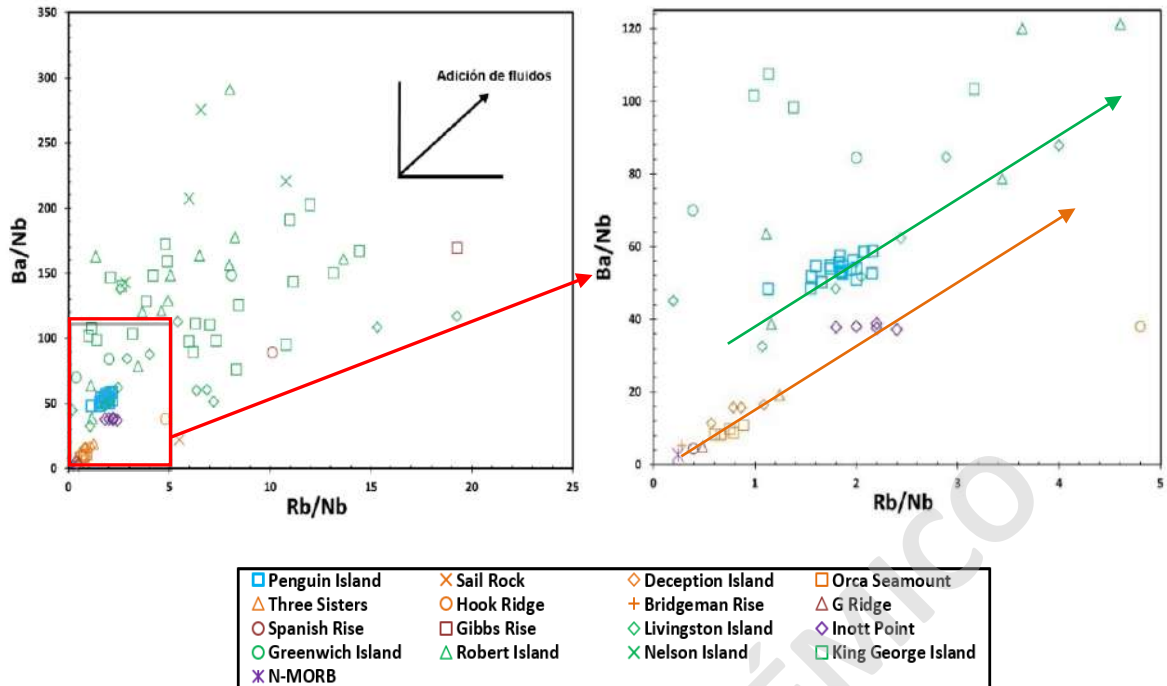 350
300
250
200
150
100
50
0
Ba/Nb
Adición de fluidos
0 5 10 15 20 25
Rb/Nb
120
100
80
60
40
20
0
Ba/Nb
0 1 2 3 4 5
Rb/Nb
Penguin Island Sail Rock Deception Island Orca Seamount
Three Sisters Hook Ridge Bridgeman Rise G Ridge
Spanish Rise Gibbs Rise Livingston Island Inott Point
Greenwich Island Robert Island Nelson Island King George Island
N-MORB
ÉMICO